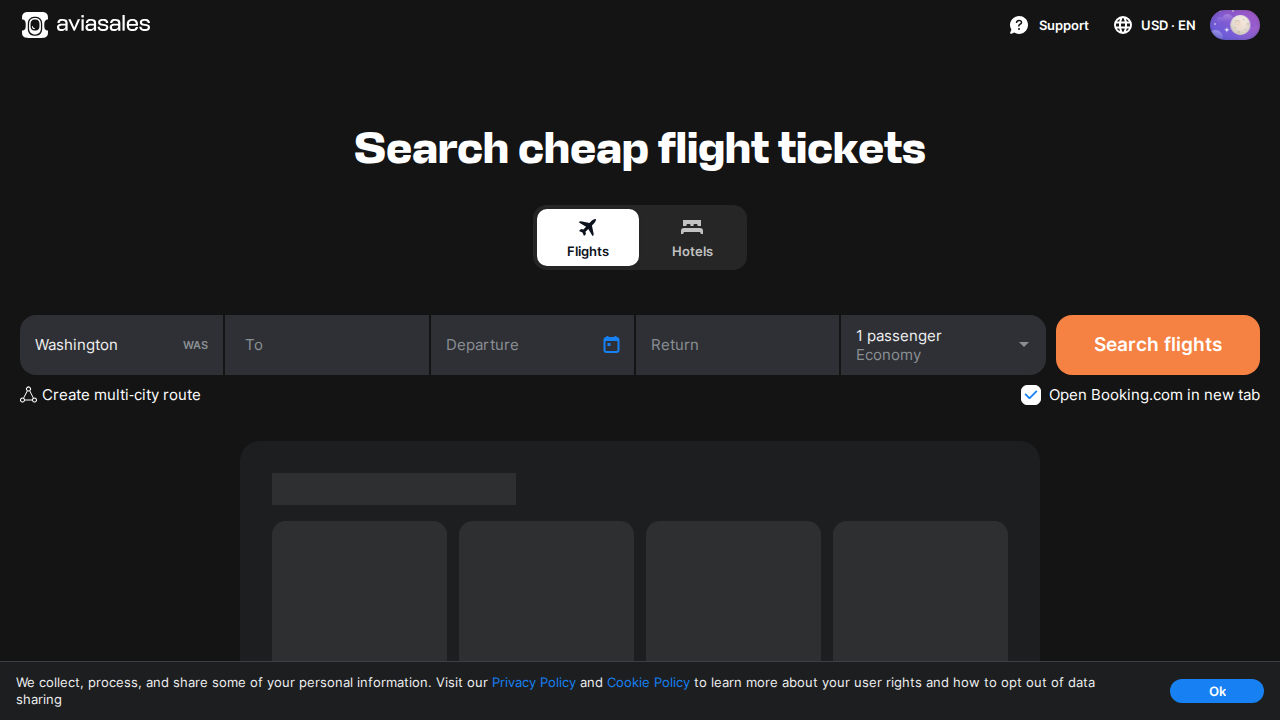 aviasales
Support
USD · EN
Search cheap flight tickets
Flights
Hotels
Washington
WAS
To
Departure
Return
1 passenger
Economy
Search flights
Create multi-city route
Open Booking.com in new tab
We collect, process, and share some of your personal information. Visit our Privacy Policy and Cookie Policy to learn more about your user rights and how to opt out of data
sharing
Ok